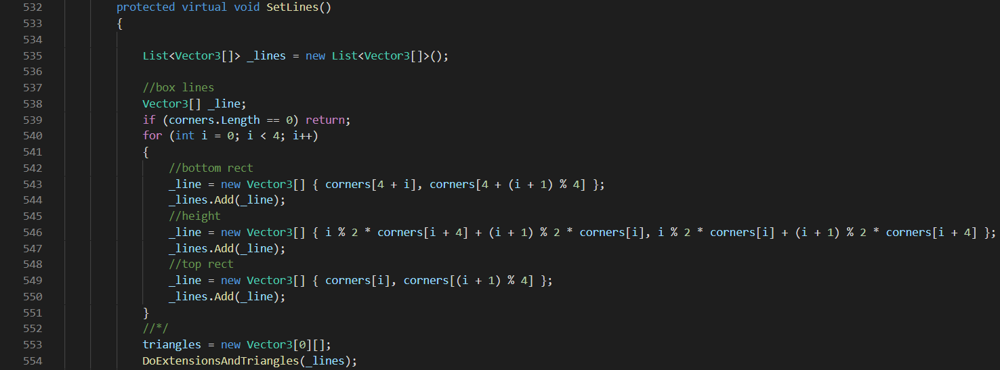 532 protected virtual void SetLines()
533 {
534
535 List<Vector3[]> _lines = new List<Vector3[]>();
536
537 //box lines
538 Vector3[] _line;
539 if (corners.Length == 0) return;
540 for (int i = 0; i < 4; i++)
541 {
542 //bottom rect
543 _line = new Vector3[] { corners[4 + i], corners[4 + (i + 1) % 4] };
544 _lines.Add(_line);
545 //height
546 _line = new Vector3[] { i % 2 * corners[i + 4] + (i + 1) % 2 * corners[i], i % 2 * corners[i] + (i + 1) % 2 * corners[i + 4] };
547 _lines.Add(_line);
548 //top rect
549 _line = new Vector3[] { corners[i], corners[(i + 1) % 4] };
550 _lines.Add(_line);
551 }
552 //*/
553 triangles = new Vector3[0][];
554 DoExtensionsAndTriangles(_lines);